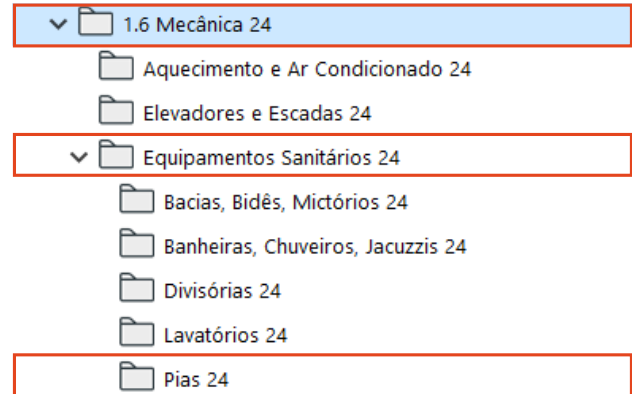 1.6 Mecânica 24
Aquecimento e Ar Condicionado 24
Elevadores e Escadas 24
Equipamentos Sanitários 24
Bacias, Bidês, Mictórios 24
Banheiras, Chuveiros, Jacuzzis 24
Divisórias 24
Lavatórios 24
Pias 24